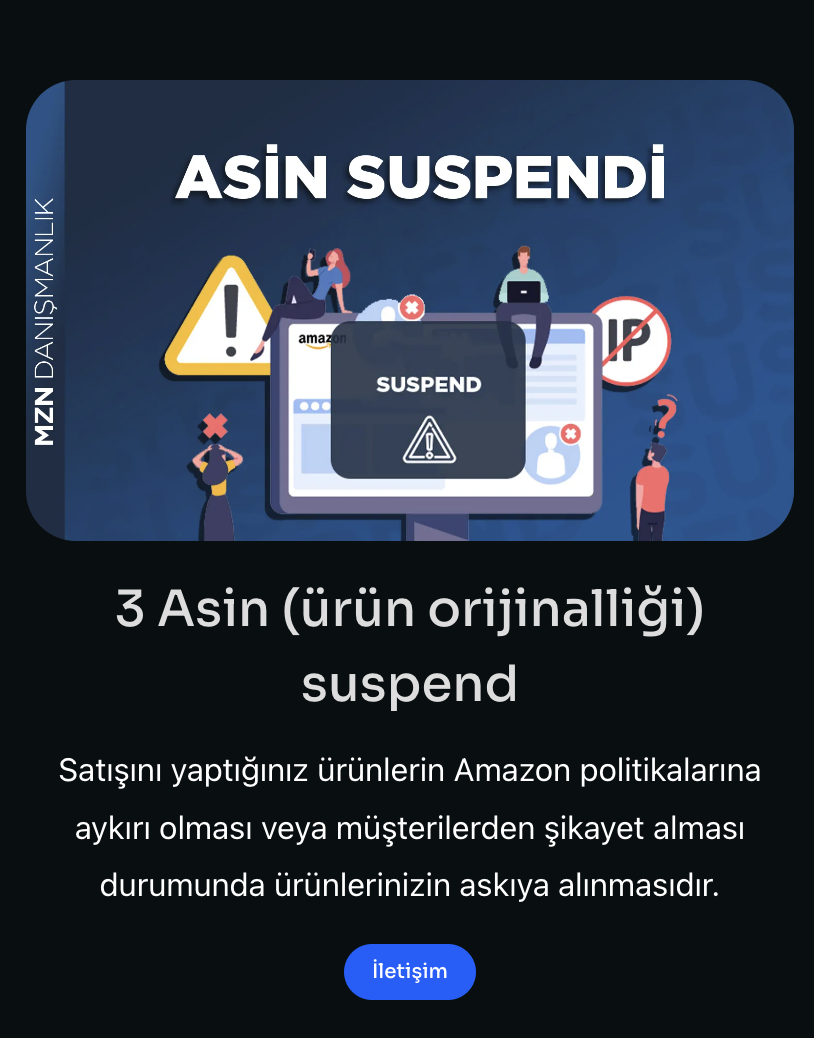 ASİN SUSPENDİ
MZN DANIŞMANLIK
amazon
IP
SUSPEND
3 Asin (ürün orijinalliği)
suspend
Satışını yaptığınız ürünlerin Amazon politikalarına
aykırı olması veya müşterilerden şikayet alması
durumunda ürünlerinizin askıya alınmasıdır.
İletişim